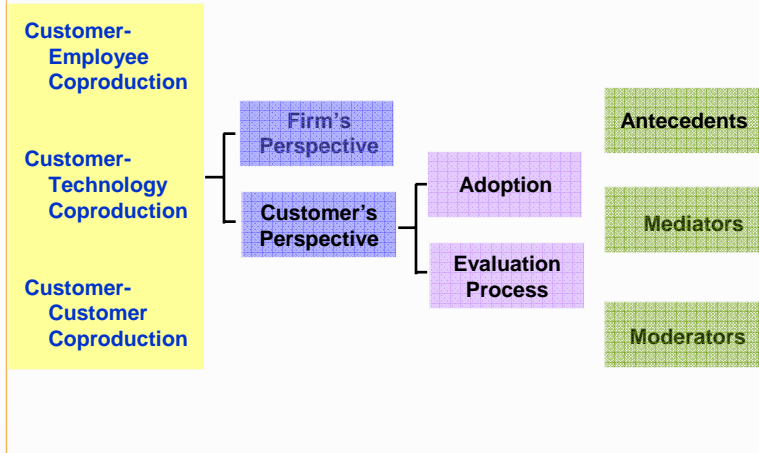 Customer-
Employee
Coproduction
Customer-
Technology
Coproduction
Customer-
Customer
Coproduction
Firm's
Perspective
Customer's
Perspective
Adoption
Evaluation
Process
Antecedents
Mediators
Moderators